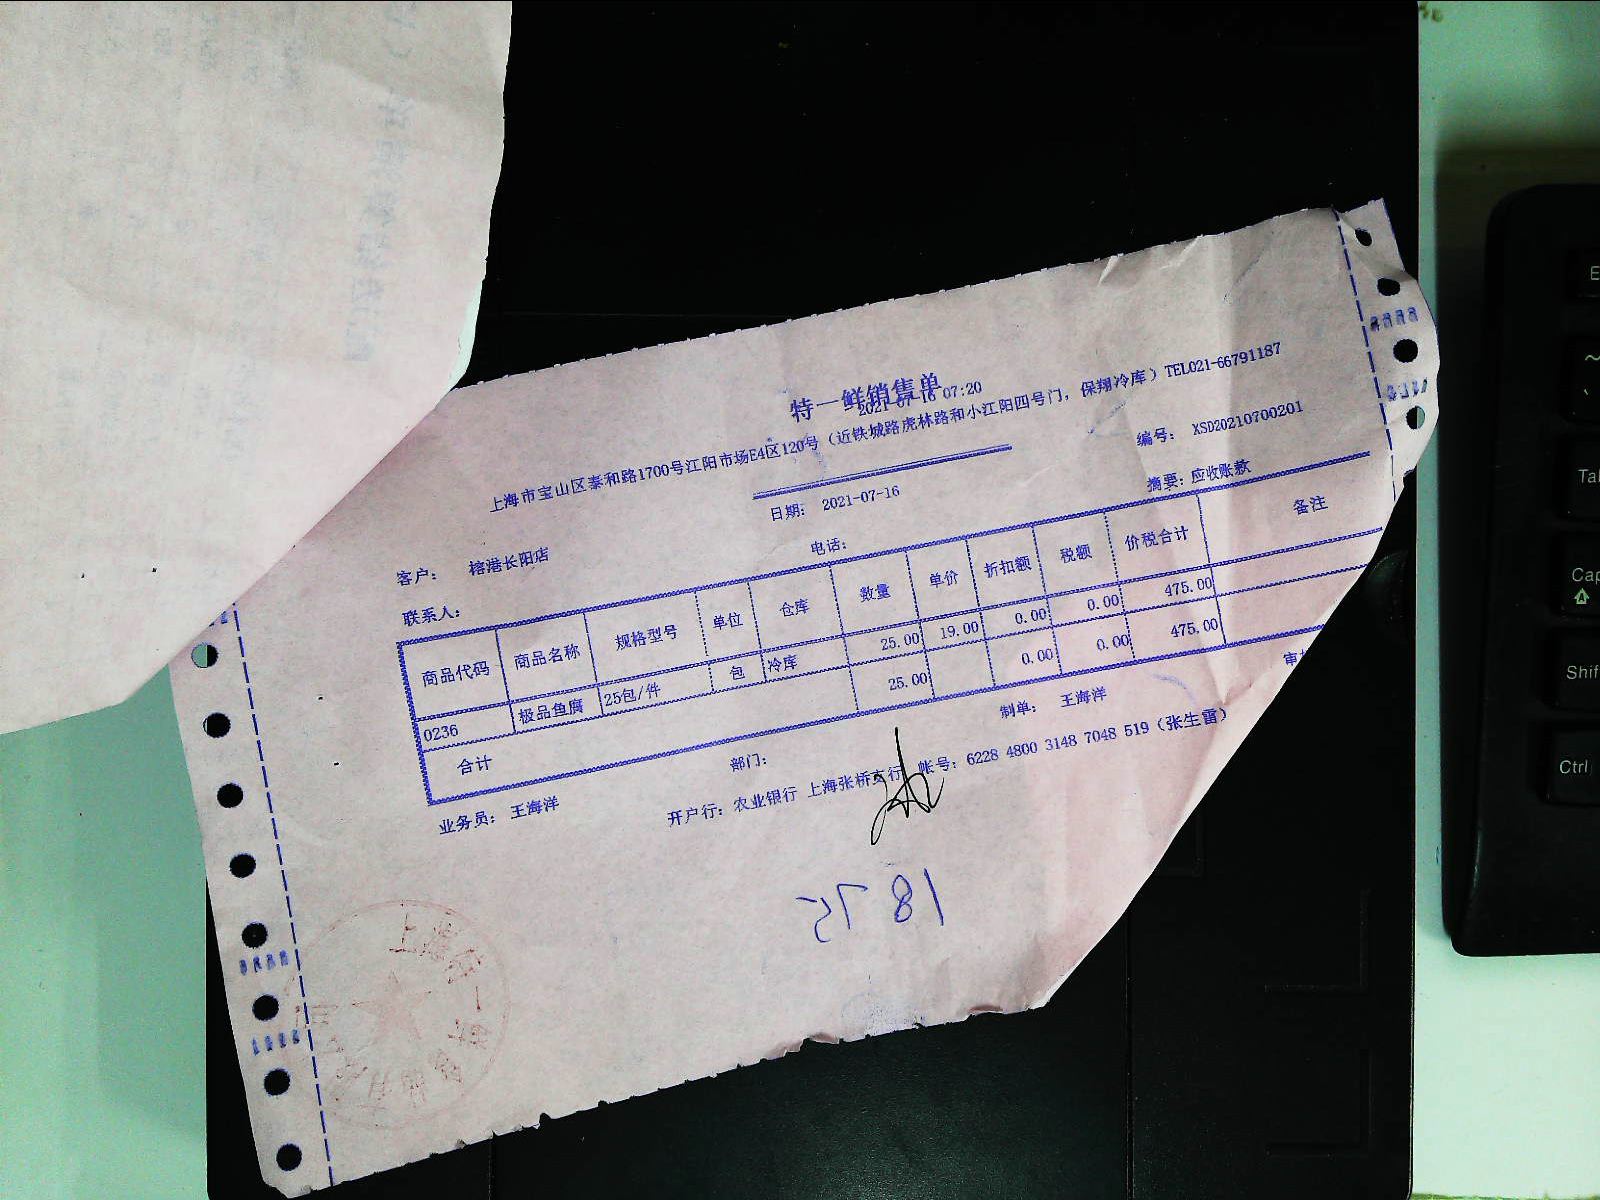 特一鲜销售单
2021-07-16 07:20
上海市宝山区泰和路1700号江阳市场E4区120号（近铁城路虎林路和小江阳四号门，保翔冷库）TEL021-66791187
编号： XSD20210700201
日期： 2021-07-16
摘要：应收账款
客户： 榕港长阳店
电话：
联系人：
商品代码 商品名称 规格型号 单位 仓库 数量 单价 折扣额 税额 价税合计 备注
0236 极品鱼腐 25包/件 包 冷库 25.00 19.00 0.00 0.00 475.00
合计 25.00 0.00 0.00 475.00
业务员： 王海洋
部门：
制单： 王海洋
审
开户行：农业银行 上海张桥支行 帐号：6228 4800 3148 7048 519（张生雷）
1875
E
Tab
Cap
Shif
Ctrl